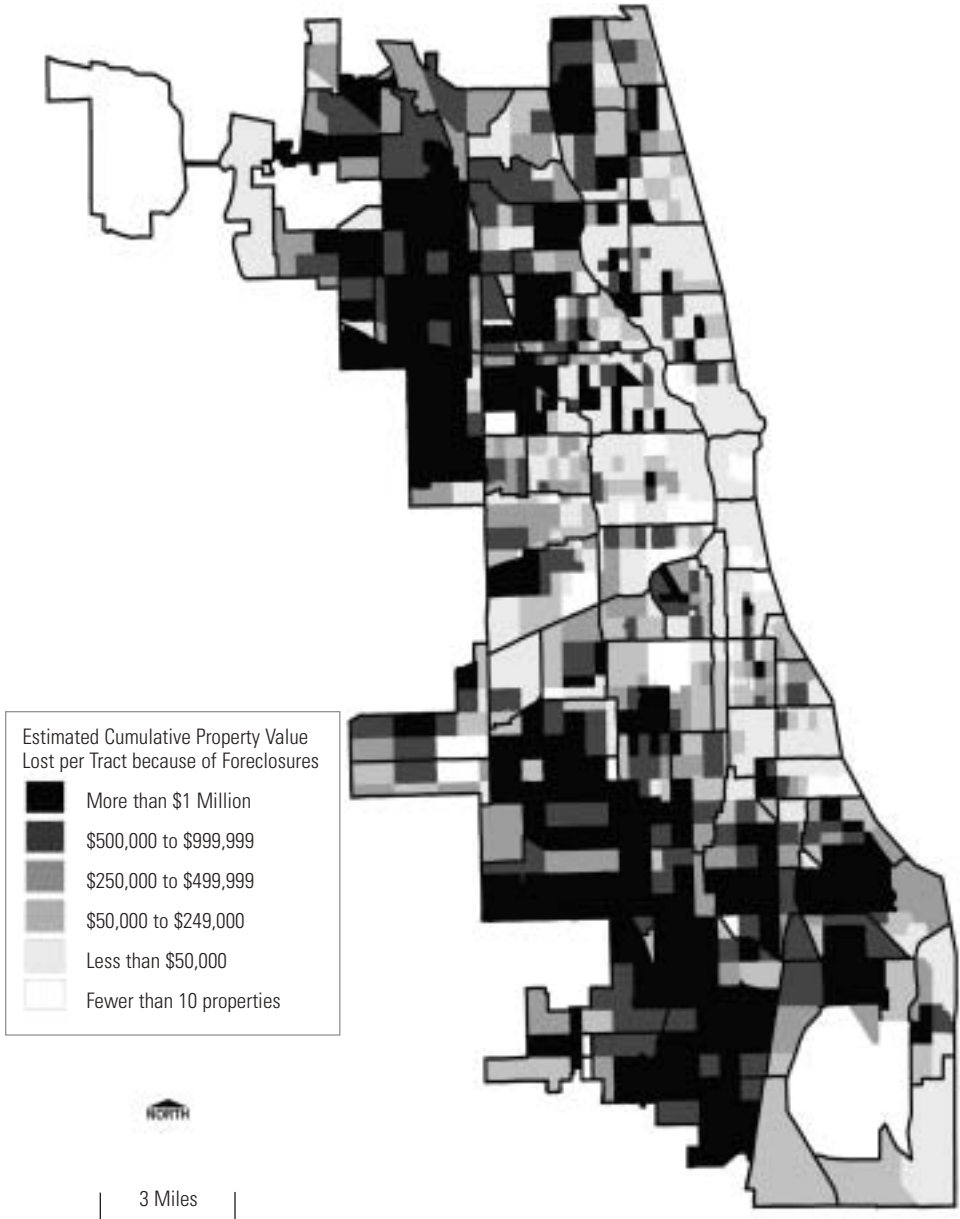 Estimated Cumulative Property Value
Lost per Tract because of Foreclosures
More than $1 Million
$500,000 to $999,999
$250,000 to $499,999
$50,000 to $249,000
Less than $50,000
Fewer than 10 properties
NORTH
3 Miles